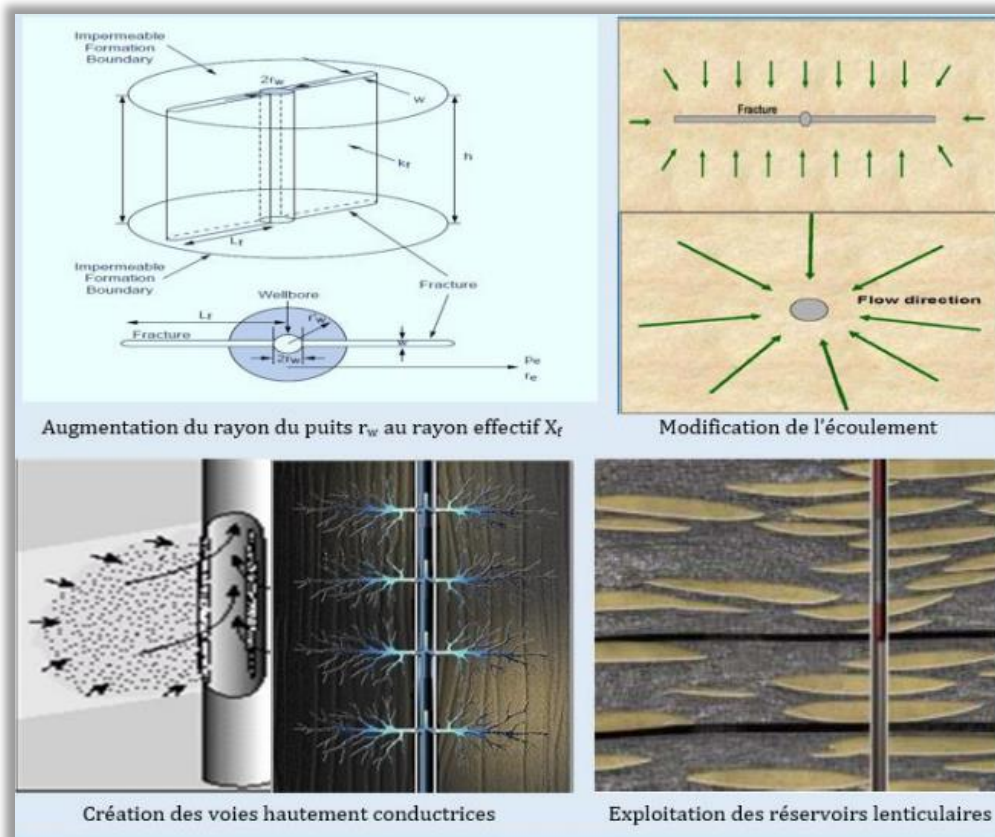 Impermeable
Formation
Boundary
2rw
w
kf
h
Lf
Impermeable
Formation
Boundary
Fracture
Wellbore
Lf
r'w
Fracture
w
2rw
Pe
re
Augmentation du rayon du puits rw au rayon effectif Xf
Fracture
Flow direction
Modification de l'écoulement
Création des voies hautement conductrices
Exploitation des réservoirs lenticulaires